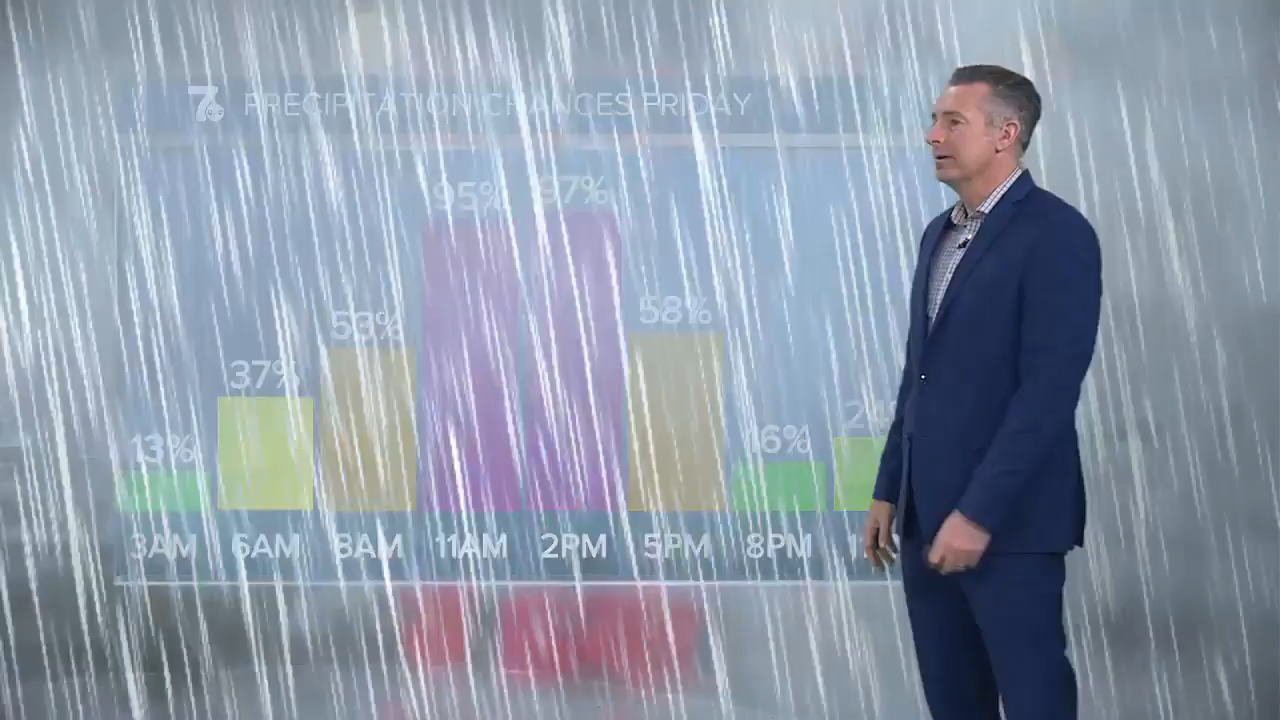 7 PRECIPITATION CHANCES FRIDAY
95% 97%
53% 58%
37%
13% 16%
3AM 6AM 8AM 11AM 2PM 5PM 8PM